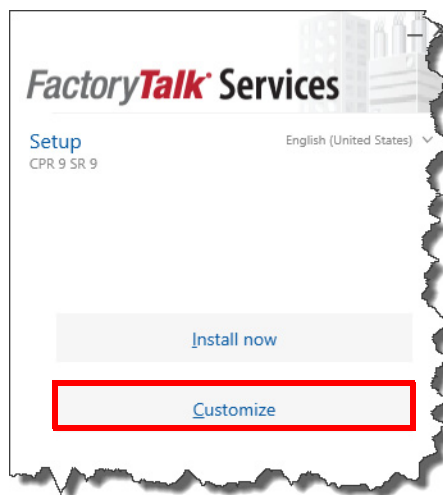 FactoryTalk Services
Setup
English (United States)
CPR 9 SR 9
Install now
Customize